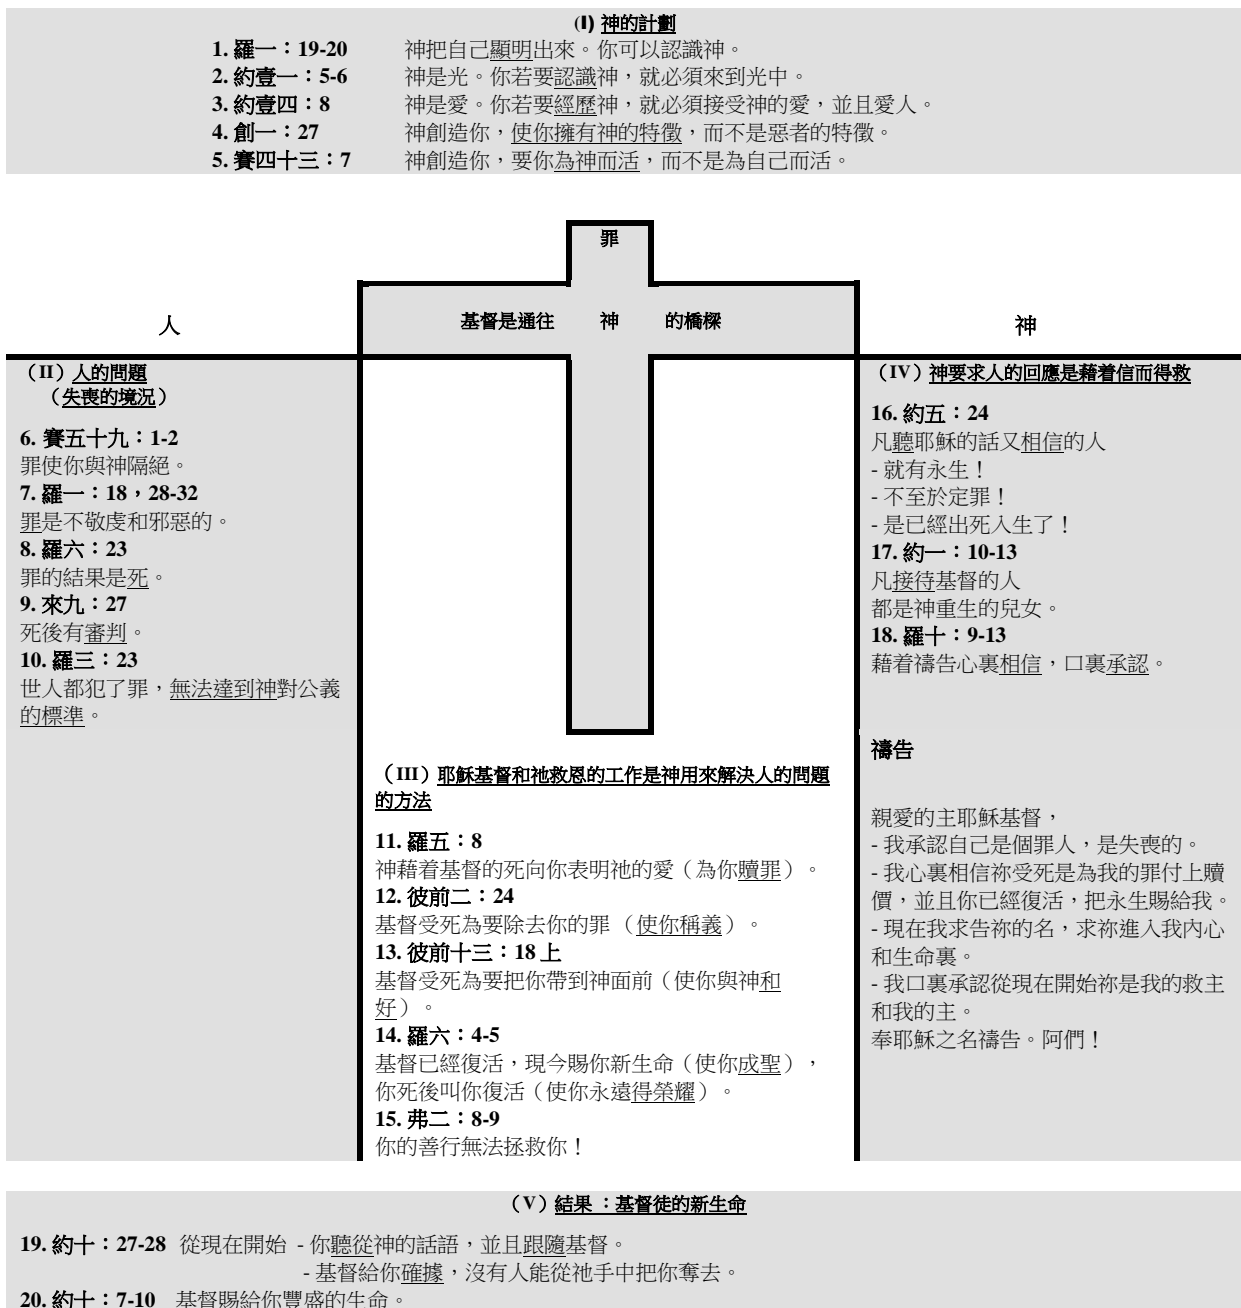 (I) 神的計劃
1. 羅一：19-20 神把自己顯明出來。你可以認識神。
2. 約壹一：5-6 神是光。你若要認識神，就必須來到光中。
3. 約壹四：8 神是愛。你若要經歷神，就必須接受神的愛，並且愛人。
4. 創一：27 神創造你，使你擁有神的特徵，而不是惡者的特徵。
5. 賽四十三：7 神創造你，要你為神而活，而不是為自己而活。
罪
人
基督是通往 神 的橋樑
神
（II）人的問題
（失喪的境況）
6. 賽五十九：1-2
罪使你與神隔絕。
7. 羅一：18，28-32
罪是不敬虔和邪惡的。
8. 羅六：23
罪的結果是死。
9. 來九：27
死後有審判。
10. 羅三：23
世人都犯了罪，無法達到神對公義
的標準。
（III）耶穌基督和祂救恩的工作是神用來解決人的問題
的方法
11. 羅五：8
神藉着基督的死向你表明祂的愛（為你贖罪）。
12. 彼前二：24
基督受死為要除去你的罪 （使你稱義）。
13. 彼前十三：18 上
基督受死為要把你帶到神面前（使你與神和
好）。
14. 羅六：4-5
基督已經復活，現今賜你新生命（使你成聖），
你死後叫你復活（使你永遠得榮耀）。
15. 弗二：8-9
你的善行無法拯救你！
（IV）神要求人的回應是藉着信而得救
16. 約五：24
凡聽耶穌的話又相信的人
- 就有永生！
- 不至於定罪！
- 是已經出死入生了！
17. 約一：10-13
凡接待基督的人
都是神重生的兒女。
18. 羅十：9-13
藉着禱告心裏相信，口裏承認。
禱告
親愛的主耶穌基督，
- 我承認自己是個罪人，是失喪的。
- 我心裏相信祢受死是為我的罪付上贖
價，並且你已經復活，把永生賜給我。
- 現在我求告祢的名，求祢進入我內心
和生命裏。
- 我口裏承認從現在開始祢是我的救主
和我的主。
奉耶穌之名禱告。阿們！
（V）結果 ：基督徒的新生命
19. 約十：27-28 從現在開始 - 你聽從神的話語，並且跟隨基督。
- 基督給你確據，沒有人能從祂手中把你奪去。
20. 約十：7-10 基督賜給你豐盛的生命。